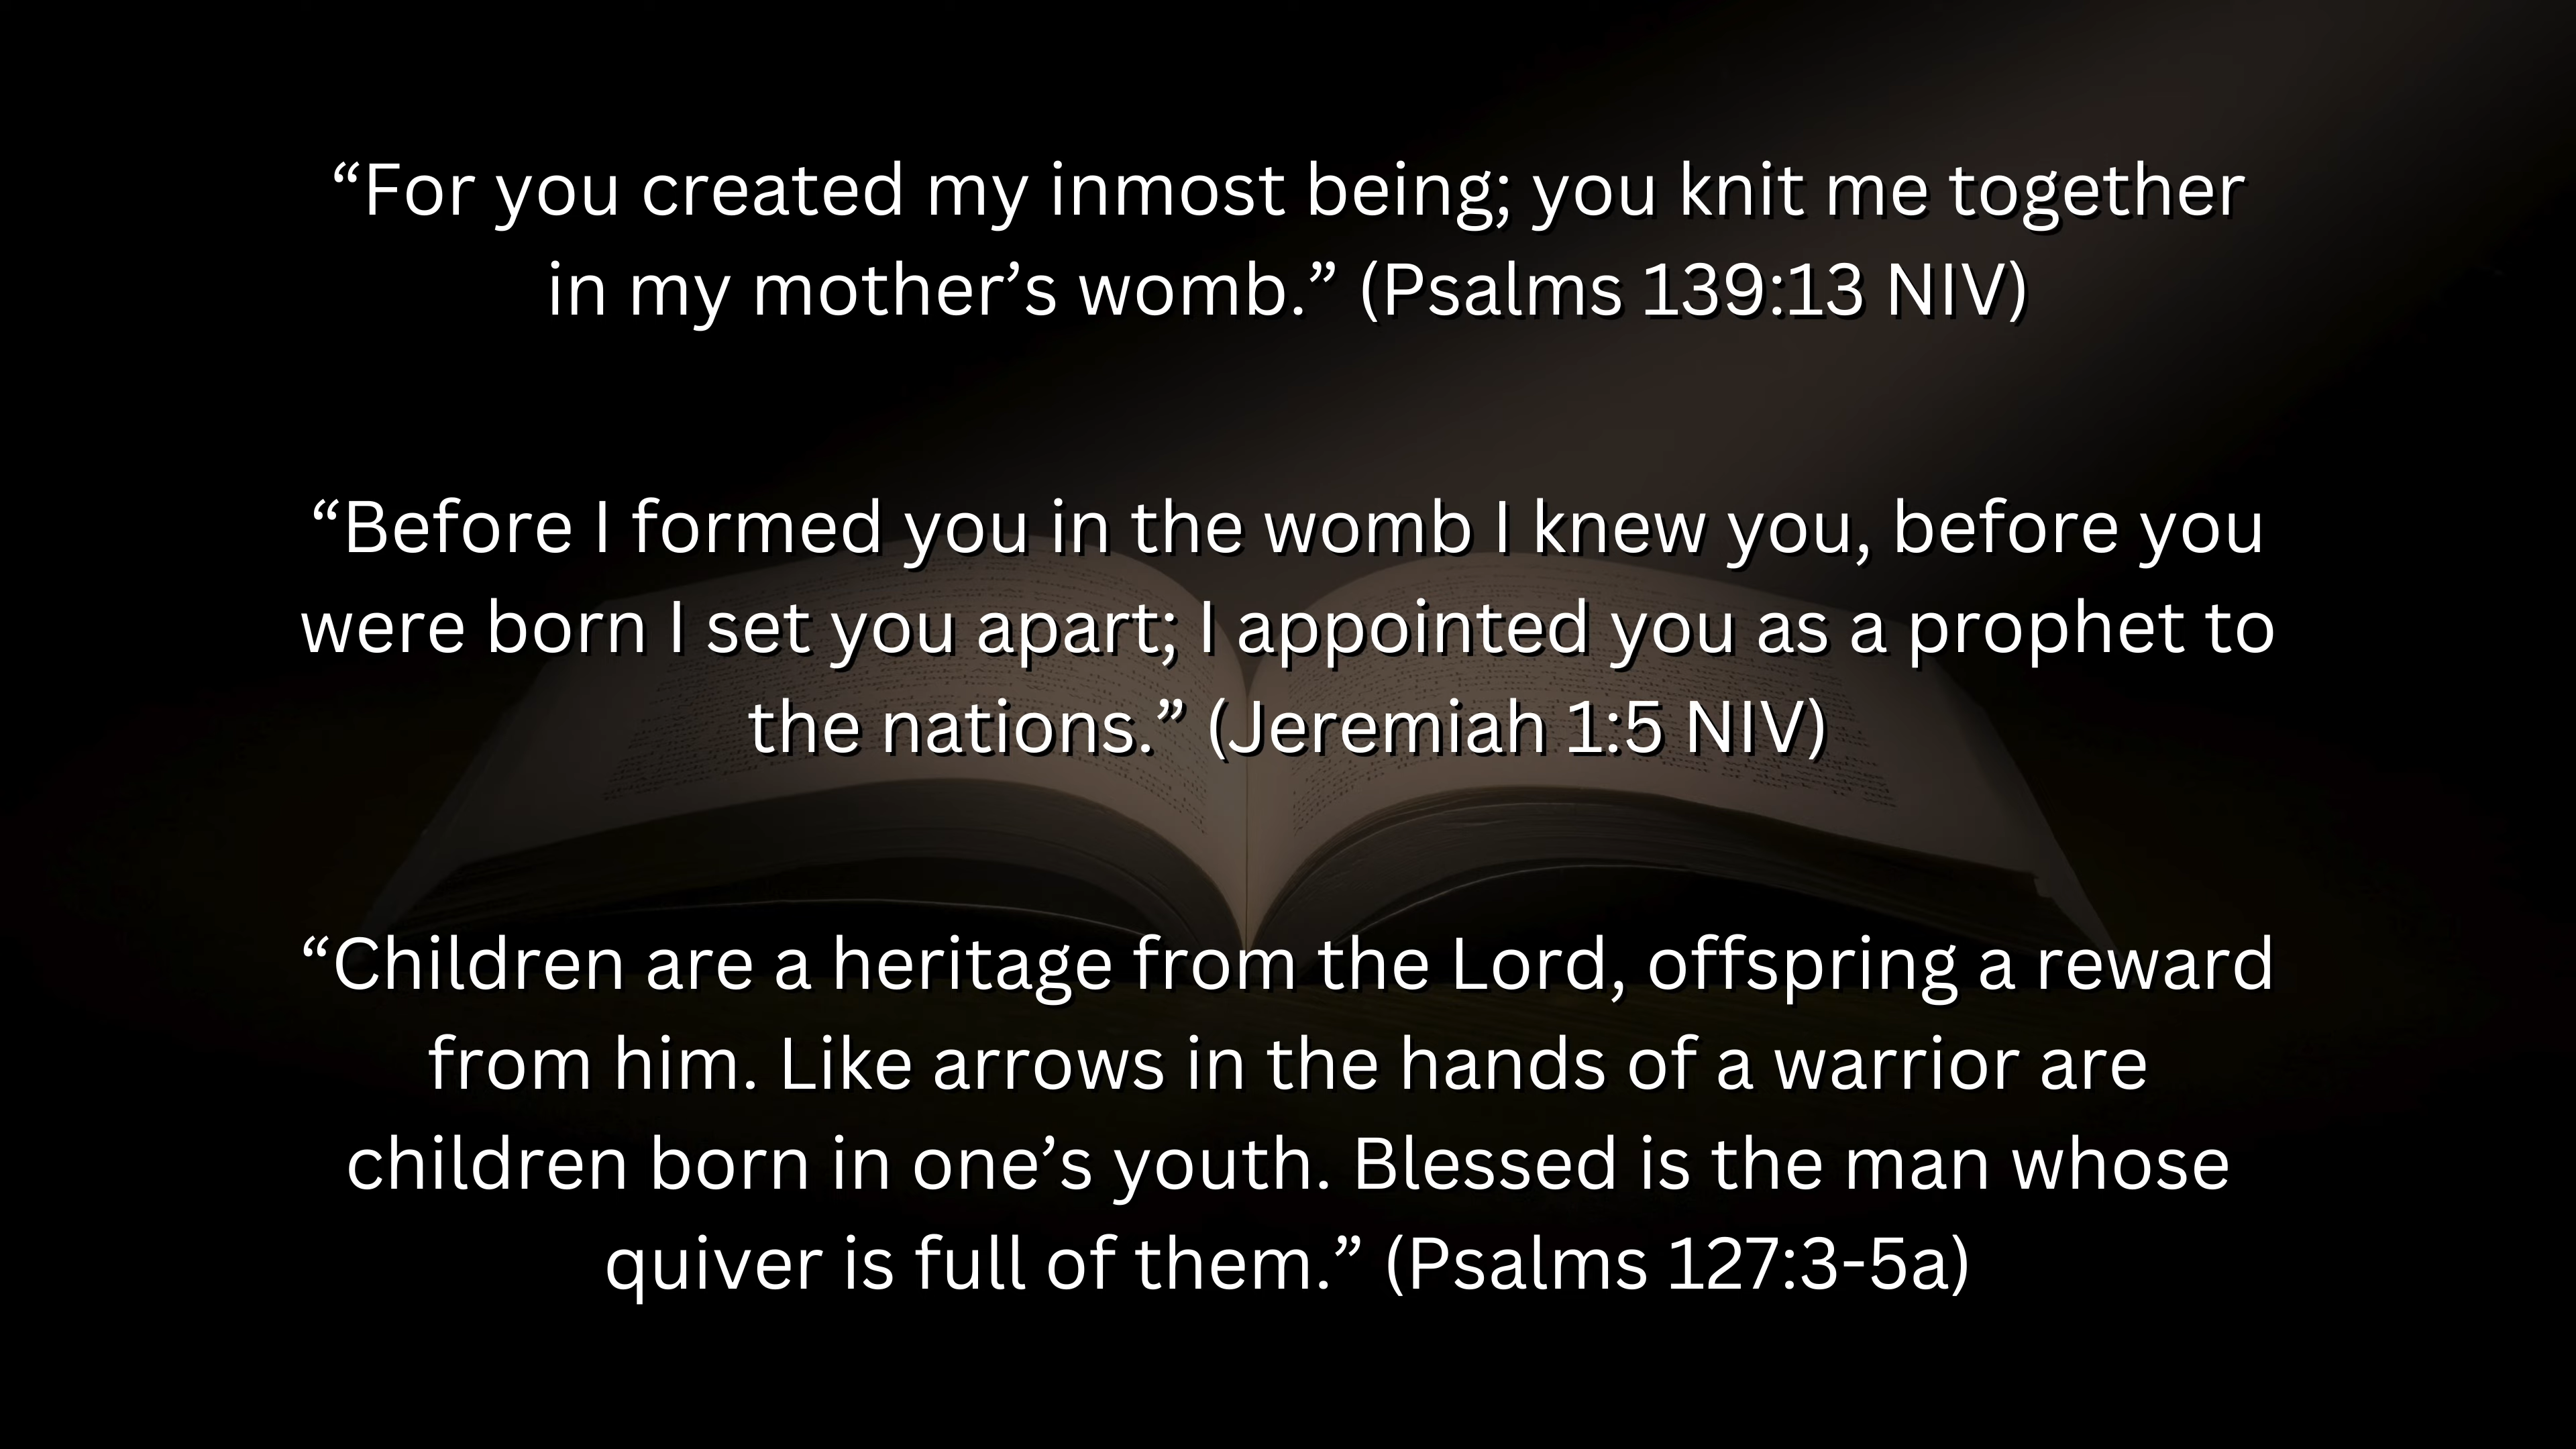 “For you created my inmost being; you knit me together
in my mother’s womb.” (Psalms 139:13 NIV)
“Before I formed you in the womb I knew you, before you
were born I set you apart; I appointed you as a prophet to
the nations.” (Jeremiah 1:5 NIV)
“Children are a heritage from the Lord, offspring a reward
from him. Like arrows in the hands of a warrior are
children born in one’s youth. Blessed is the man whose
quiver is full of them.” (Psalms 127:3-5a)